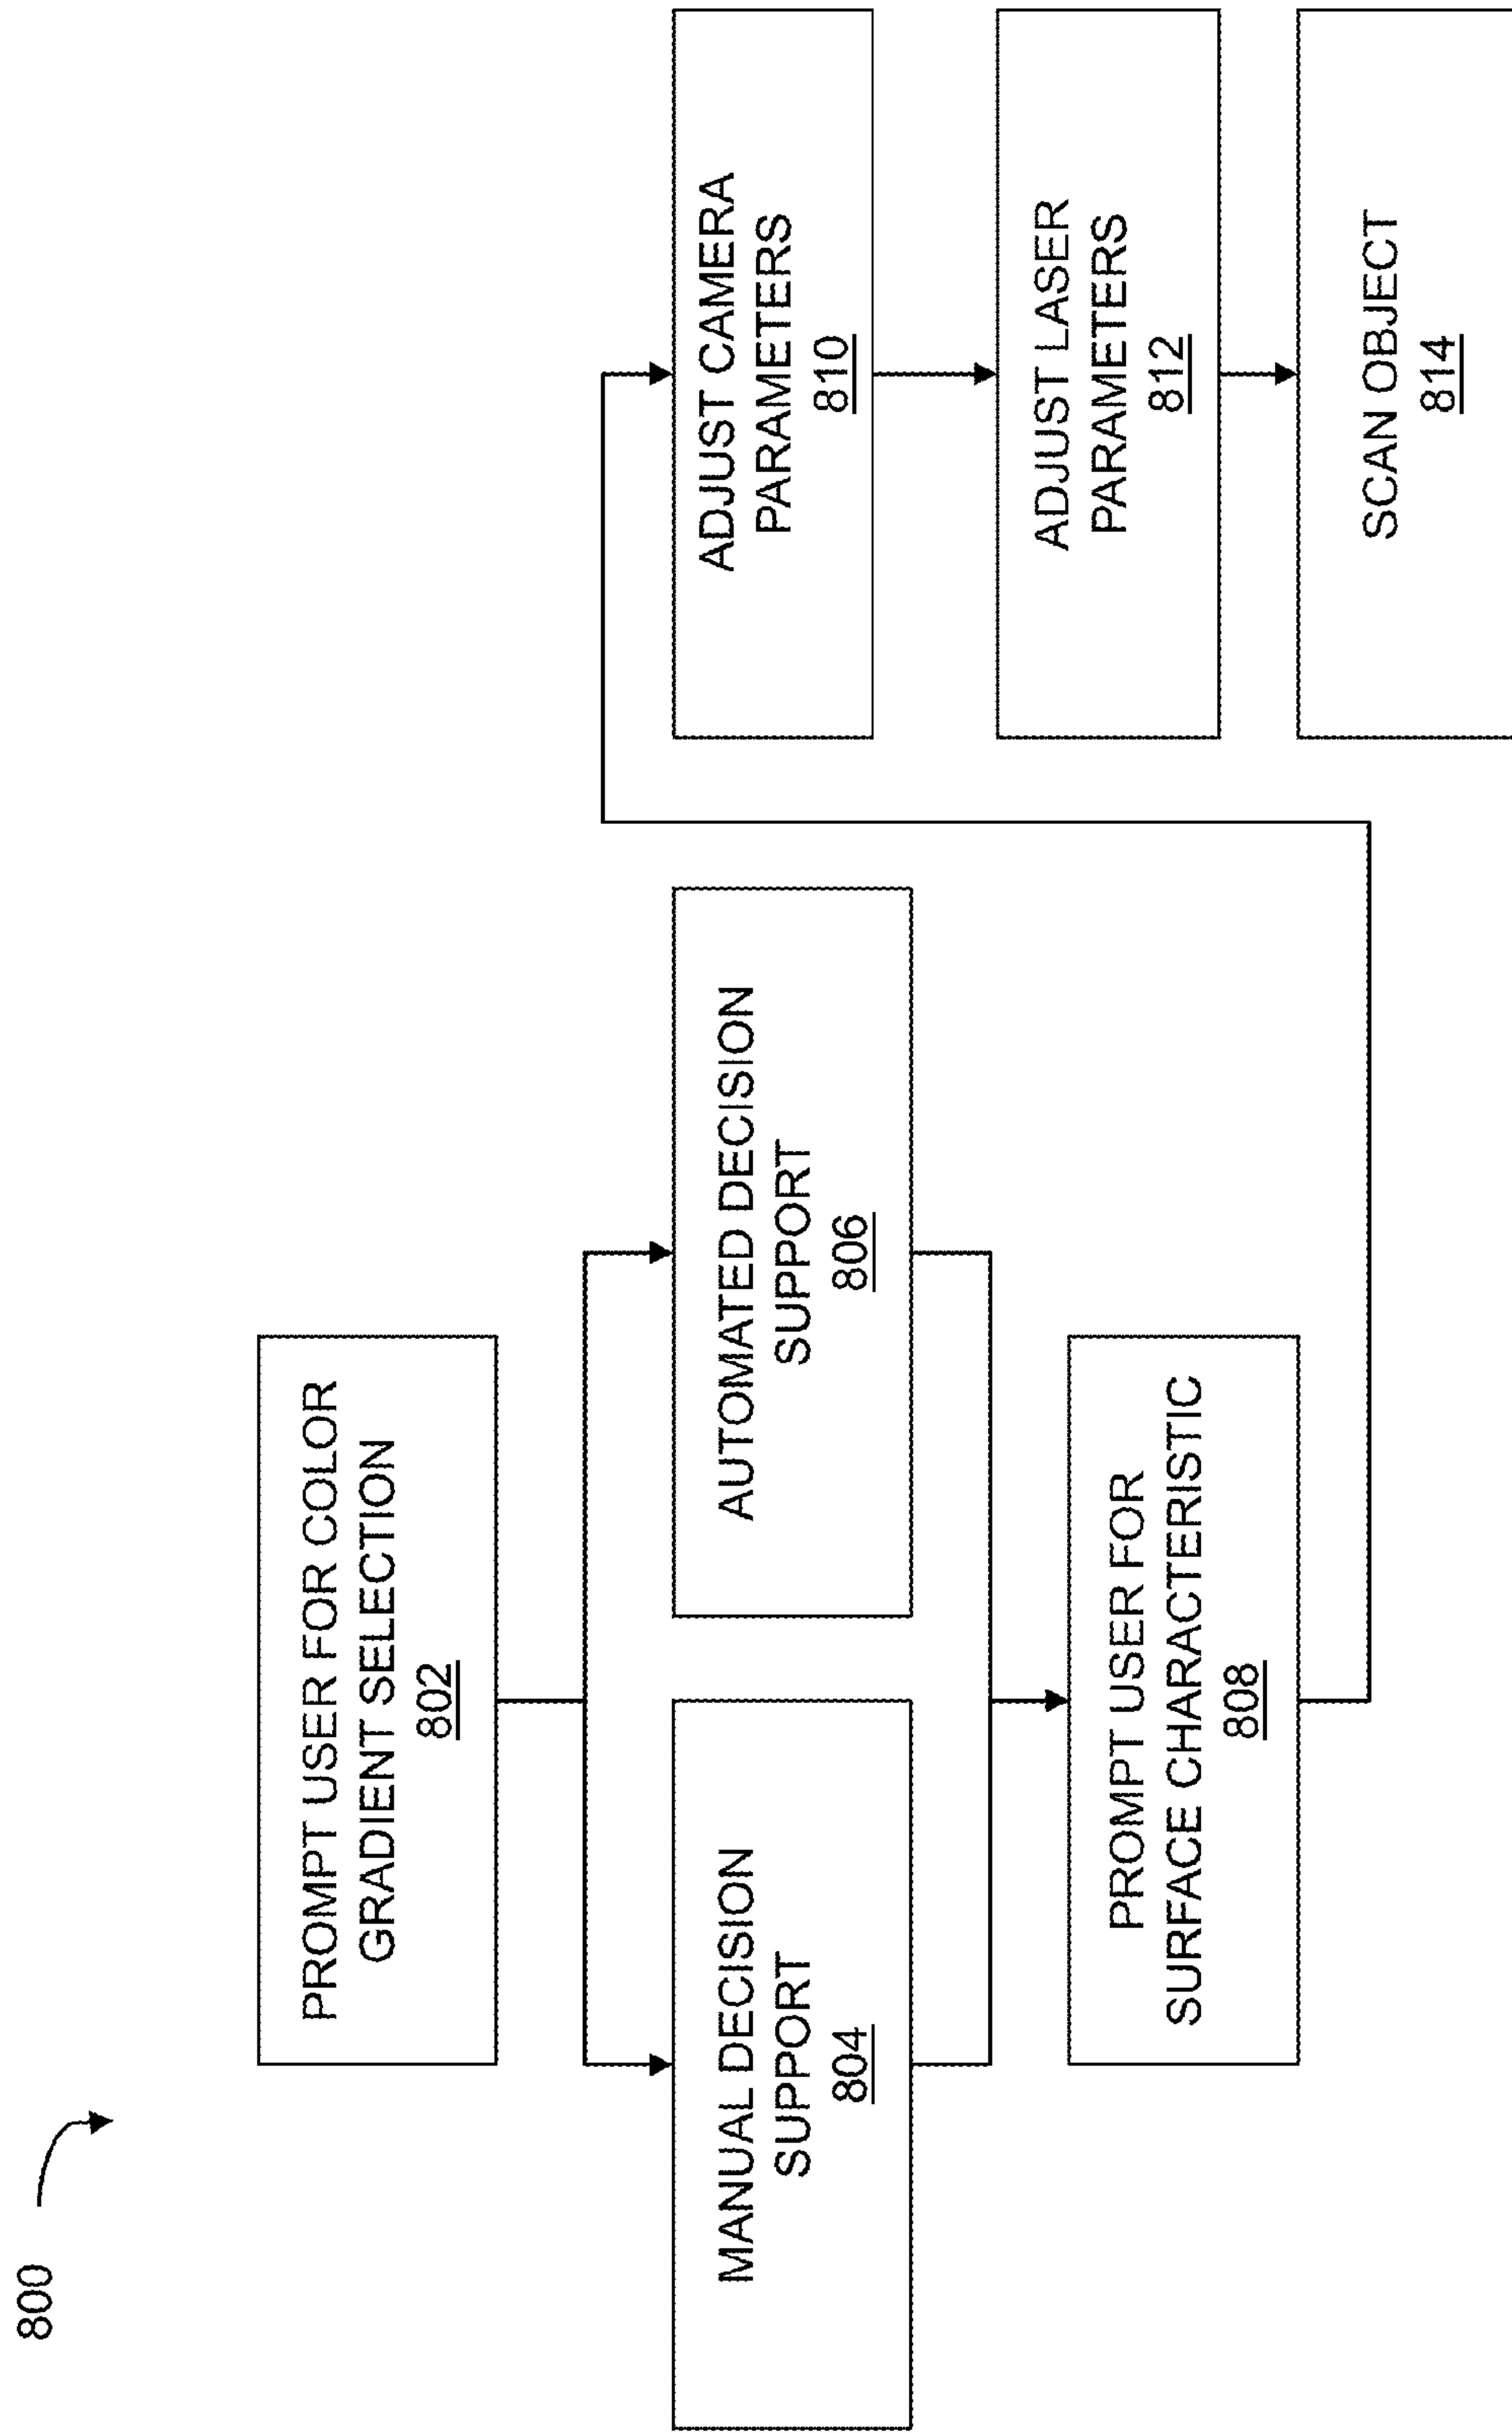 800
PROMPT USER FOR COLOR
GRADIENT SELECTION
802
MANUAL DECISION
SUPPORT
804
AUTOMATED DECISION
SUPPORT
806
PROMPT USER FOR
SURFACE CHARACTERISTIC
808
ADJUST CAMERA
PARAMETERS
810
ADJUST LASER
PARAMETERS
812
SCAN OBJECT
814